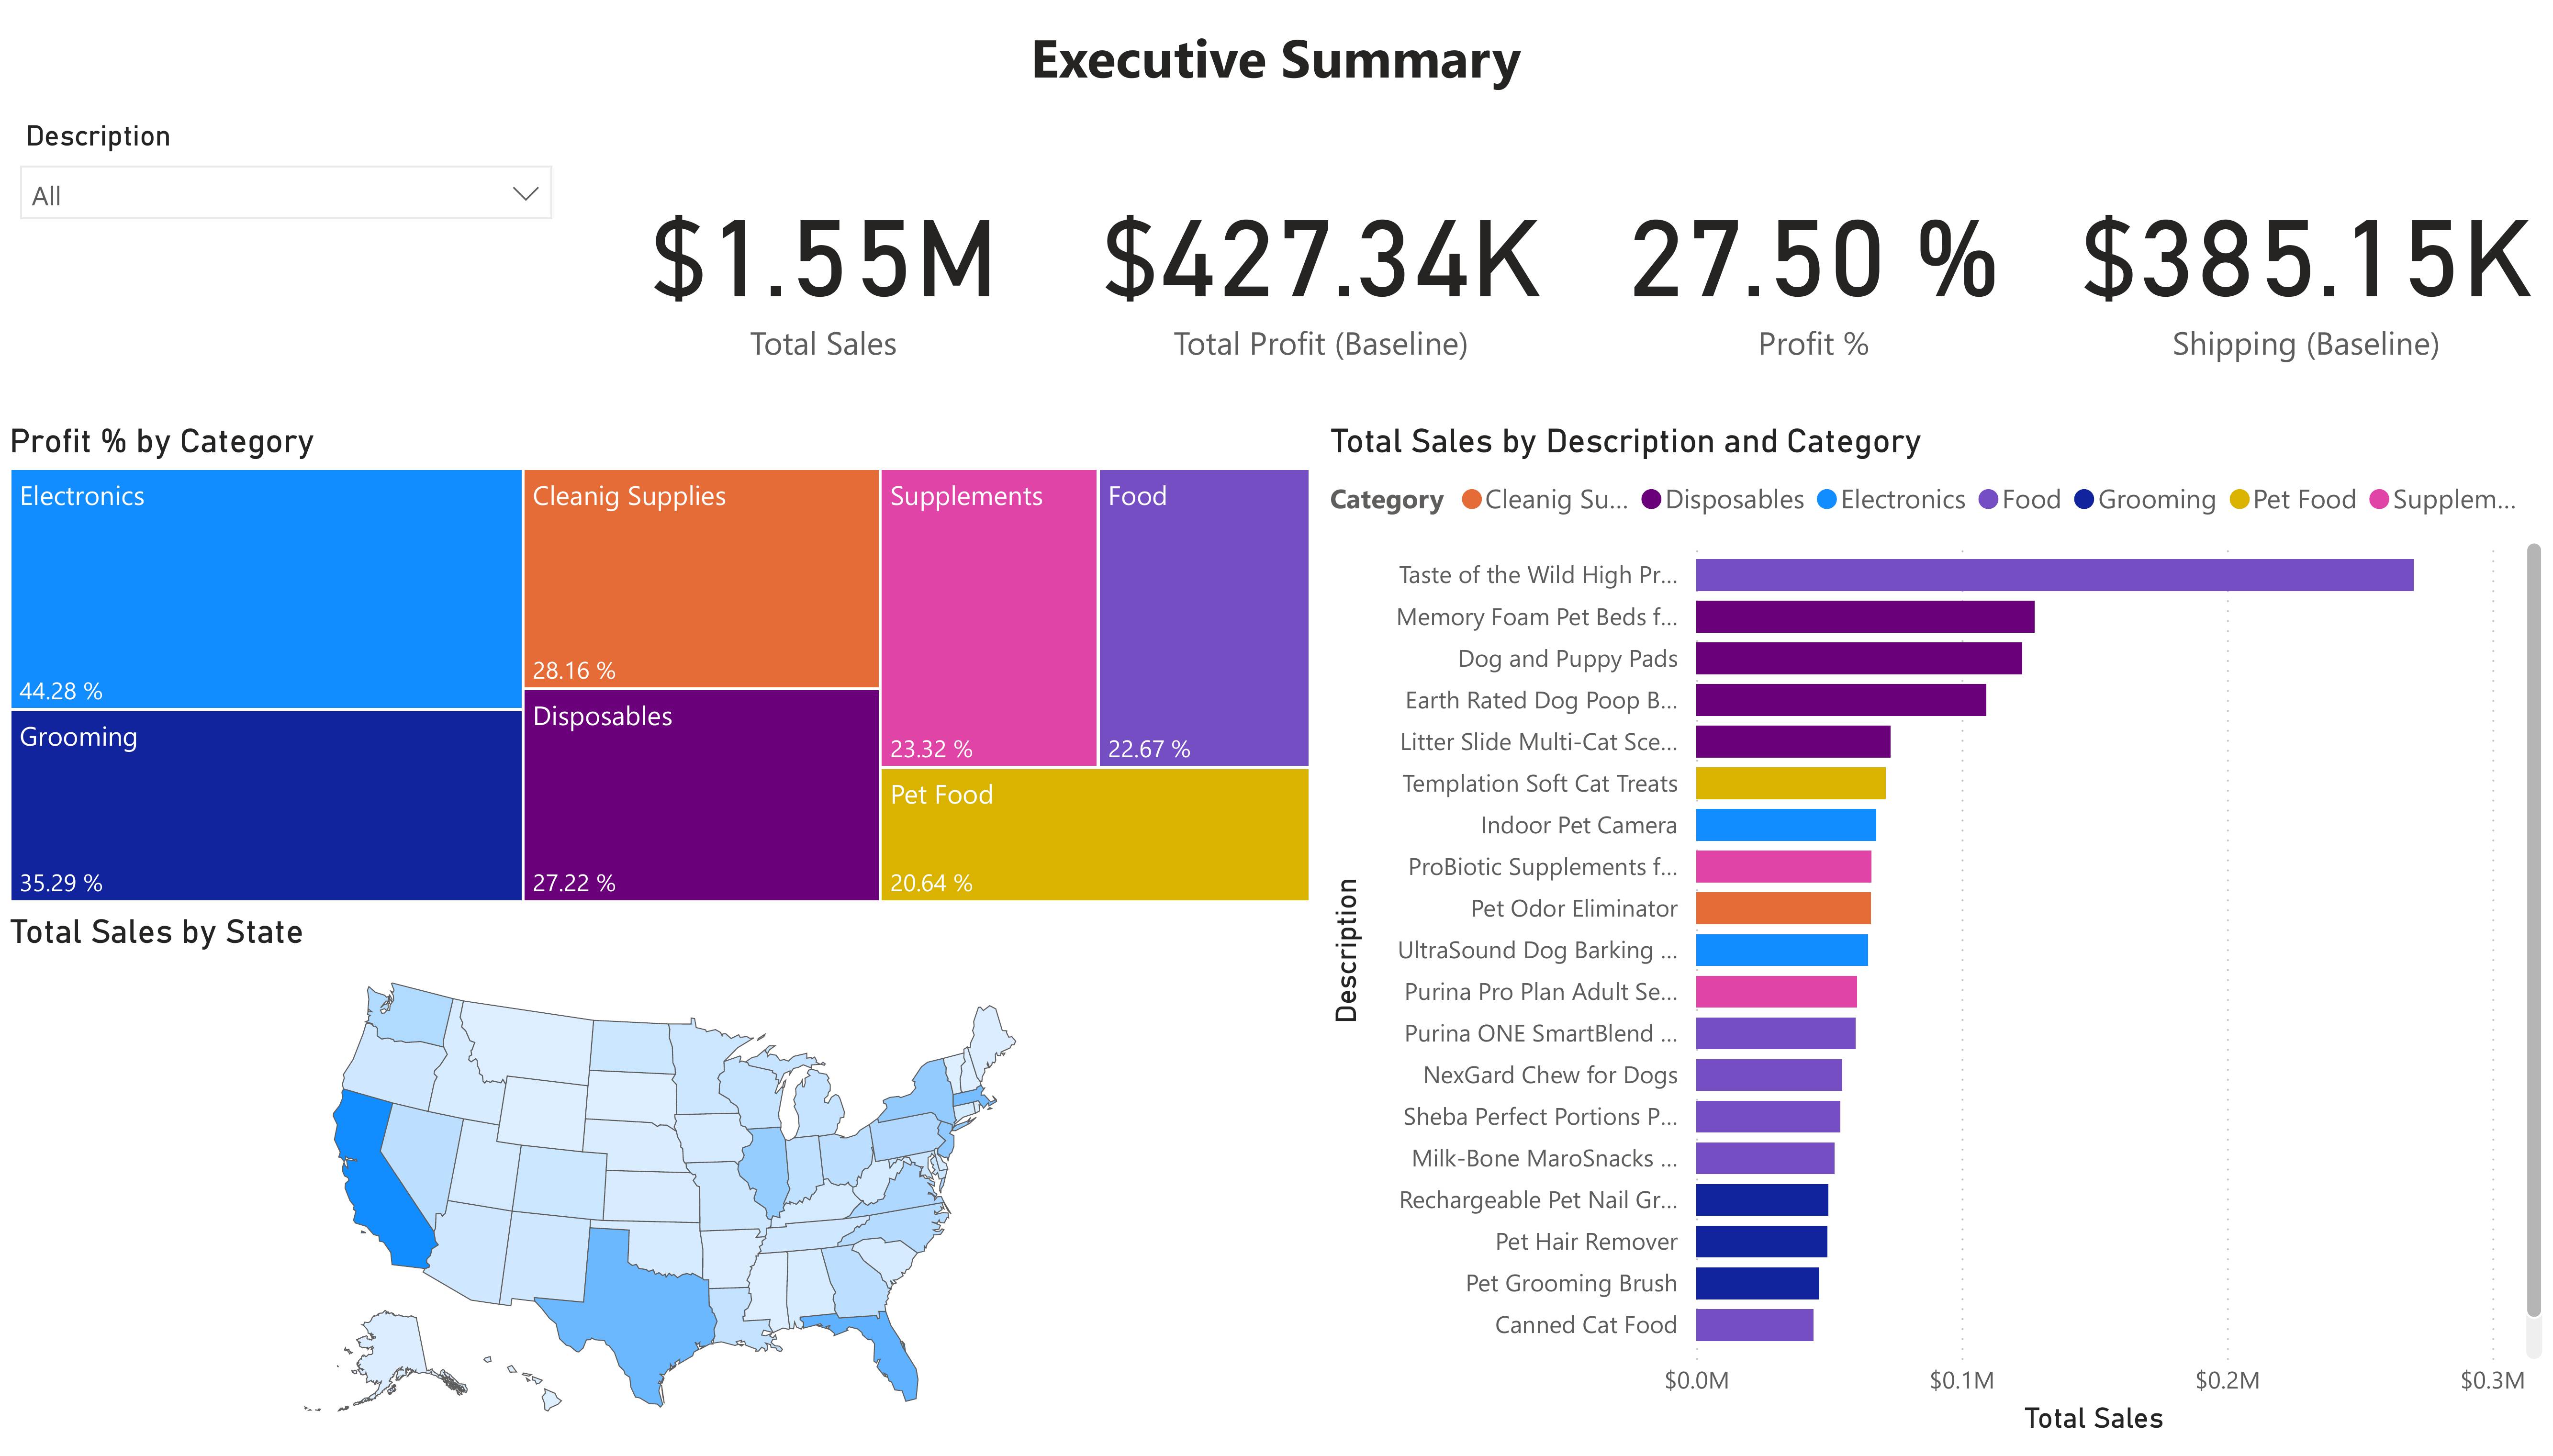 Executive Summary
Description
All
$1.55M
Total Sales
$427.34K
Total Profit (Baseline)
27.50 %
Profit %
$385.15K
Shipping (Baseline)
Profit % by Category
Electronics
44.28 %
Grooming
35.29 %
Cleanig Supplies
28.16 %
Disposables
27.22 %
Supplements
23.32 %
Food
22.67 %
Pet Food
20.64 %
Total Sales by State
Total Sales by Description and Category
Category Cleanig Su... Disposables Electronics Food Grooming Pet Food Supplem...
Description
Taste of the Wild High Pr...
Memory Foam Pet Beds f...
Dog and Puppy Pads
Earth Rated Dog Poop B...
Litter Slide Multi-Cat Sce...
Templation Soft Cat Treats
Indoor Pet Camera
ProBiotic Supplements f...
Pet Odor Eliminator
UltraSound Dog Barking ...
Purina Pro Plan Adult Se...
Purina ONE SmartBlend ...
NexGard Chew for Dogs
Sheba Perfect Portions P...
Milk-Bone MaroSnacks ...
Rechargeable Pet Nail Gr...
Pet Hair Remover
Pet Grooming Brush
Canned Cat Food
$0.0M $0.1M $0.2M $0.3M
Total Sales